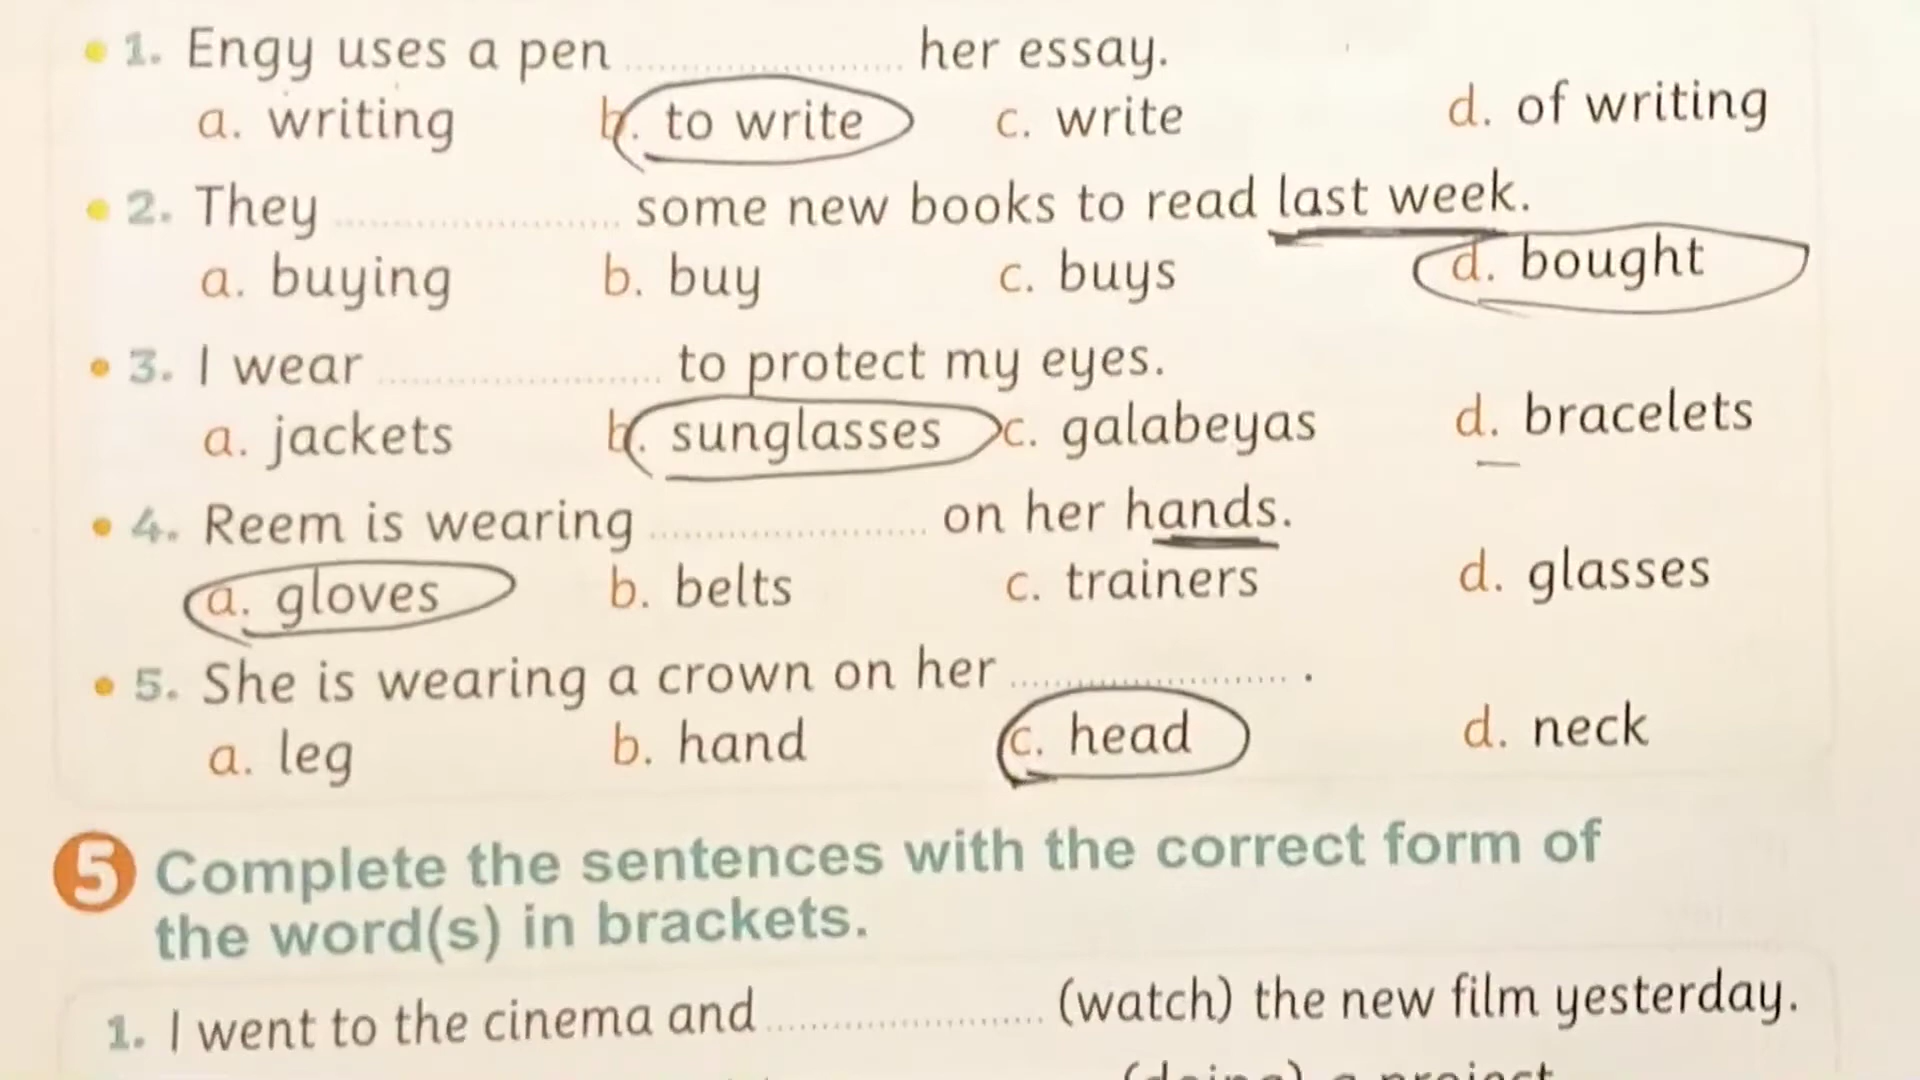 1. Engy uses a pen .................... her essay.
a. writing b. to write c. write d. of writing
2. They .................... some new books to read last week.
a. buying b. buy c. buys d. bought
3. I wear .................... to protect my eyes.
a. jackets b. sunglasses c. galabeyas d. bracelets
4. Reem is wearing .................... on her hands.
a. gloves b. belts c. trainers d. glasses
5. She is wearing a crown on her .................... .
a. leg b. hand c. head d. neck
5 Complete the sentences with the correct form of
the word(s) in brackets.
1. I went to the cinema and .................... (watch) the new film yesterday.
(doing) a project